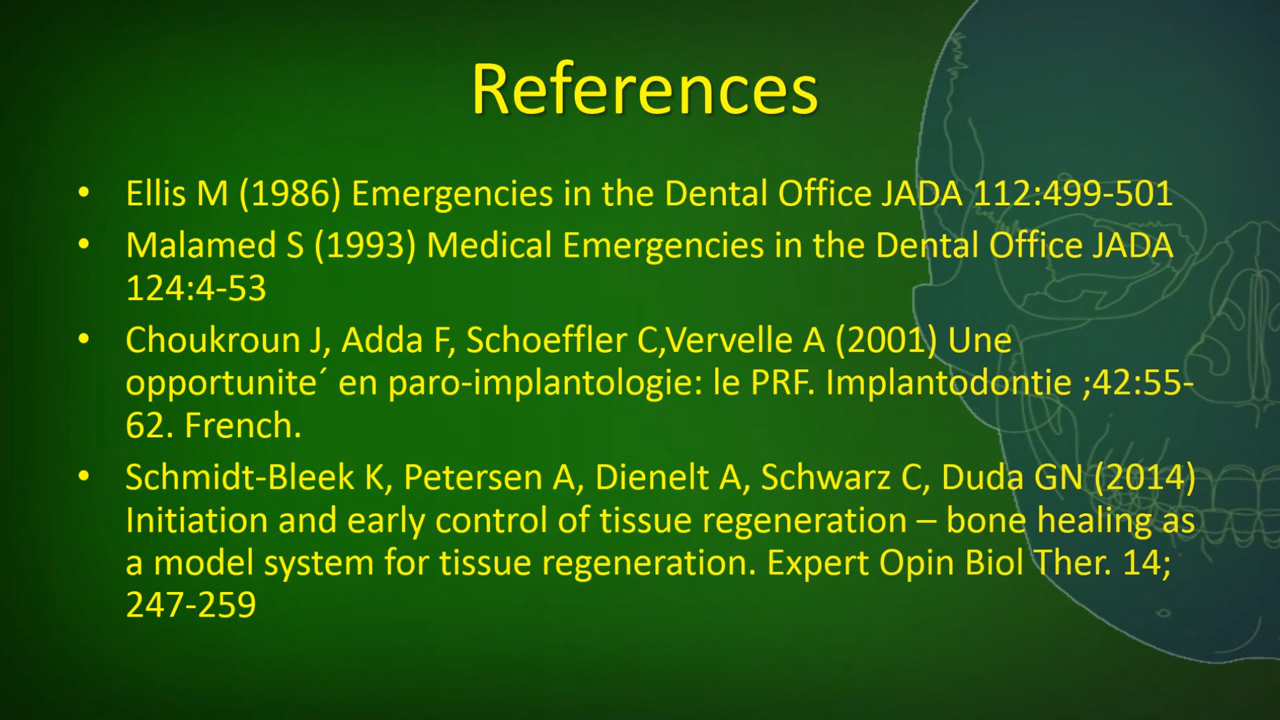 References
• Ellis M (1986) Emergencies in the Dental Office JADA 112:499-501
• Malamed S (1993) Medical Emergencies in the Dental Office JADA
124:4-53
• Choukroun J, Adda F, Schoeffler C,Vervelle A (2001) Une
opportunite´ en paro-implantologie: le PRF. Implantodontie ;42:55-
62. French.
• Schmidt-Bleek K, Petersen A, Dienelt A, Schwarz C, Duda GN (2014)
Initiation and early control of tissue regeneration – bone healing as
a model system for tissue regeneration. Expert Opin Biol Ther. 14;
247-259